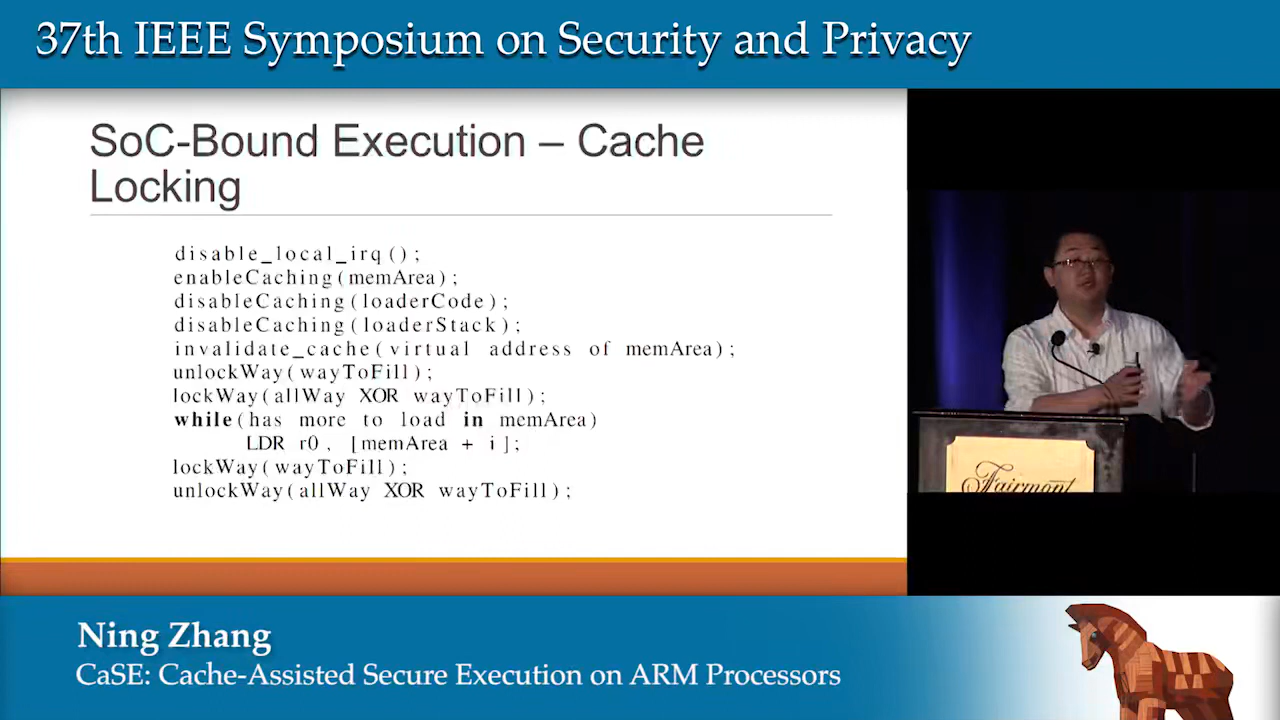 37th IEEE Symposium on Security and Privacy
SoC-Bound Execution – Cache
Locking
disable_local_irq();
enableCaching(memArea);
disableCaching(loaderCode);
disableCaching(loaderStack);
invalidate_cache(virtual address of memArea);
unlockWay(wayToFill);
lockWay(allWay XOR wayToFill);
while(has more to load in memArea)
LDR r0, [memArea + i];
lockWay(wayToFill);
unlockWay(allWay XOR wayToFill);
Fairmont
Ning Zhang
CaSE: Cache-Assisted Secure Execution on ARM Processors